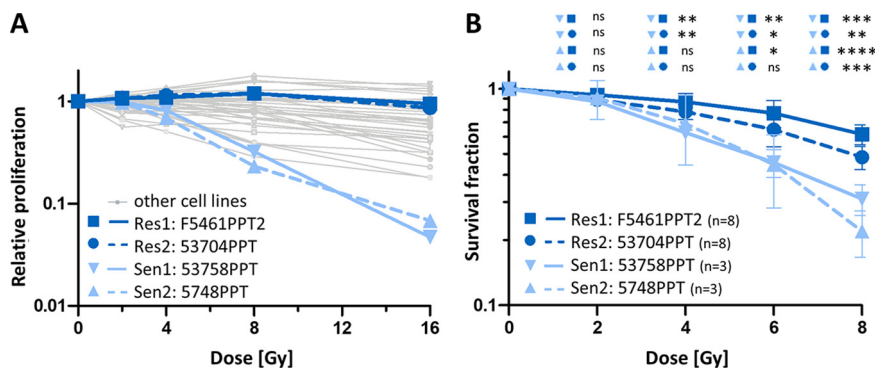 A
Relative proliferation
1
0.1
0.01
other cell lines
Res1: F5461PPT2
Res2: 53704PPT
Sen1: 53758PPT
Sen2: 5748PPT
0 4 8 12 16
Dose [Gy]
B
ns ** ** ***
ns ** * **
ns ns * ****
ns ns ns ***
Survival fraction
1
0.1
Res1: F5461PPT2 (n=8)
Res2: 53704PPT (n=8)
Sen1: 53758PPT (n=3)
Sen2: 5748PPT (n=3)
0 2 4 6 8
Dose [Gy]